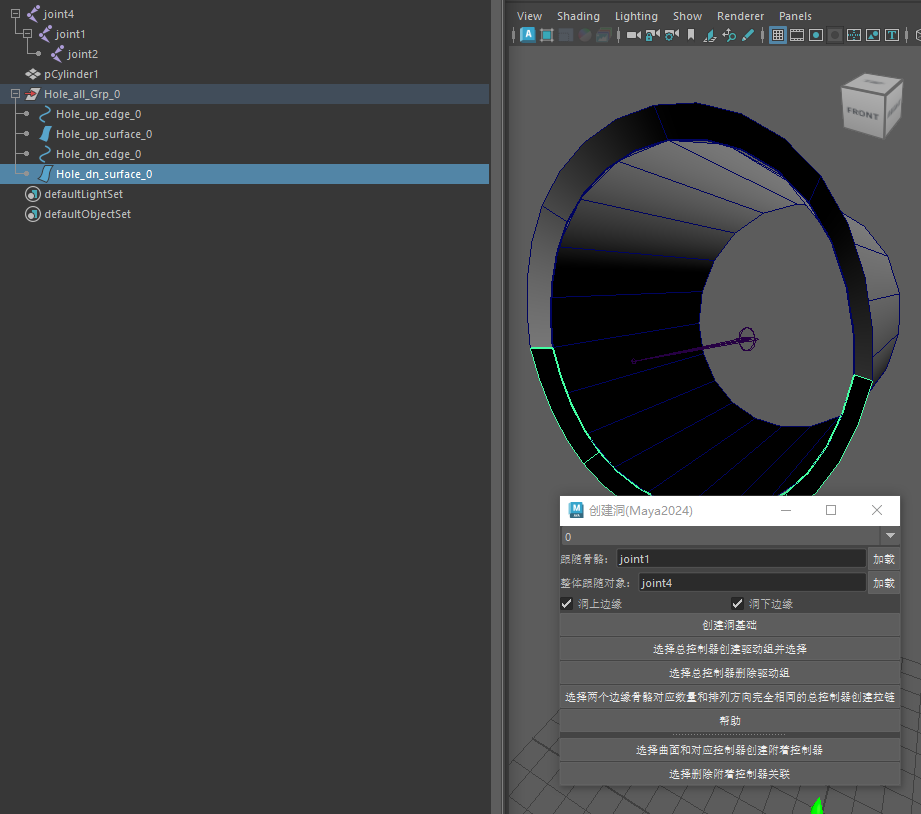 joint4
joint1
joint2
pCylinder1
Hole_all_Grp_0
Hole_up_edge_0
Hole_up_surface_0
Hole_dn_edge_0
Hole_dn_surface_0
defaultLightSet
defaultObjectSet
View Shading Lighting Show Renderer Panels
FRONT
创建洞(Maya2024)
0
跟随骨骼: joint1 加载
整体跟随对象: joint4 加载
洞上边缘 洞下边缘
创建洞基础
选择总控制器创建驱动组并选择
选择总控制器删除驱动组
选择两个边缘骨骼对应数量和排列方向完全相同的总控制器创建拉链
帮助
选择曲面和对应控制器创建附着控制器
选择删除附着控制器关联